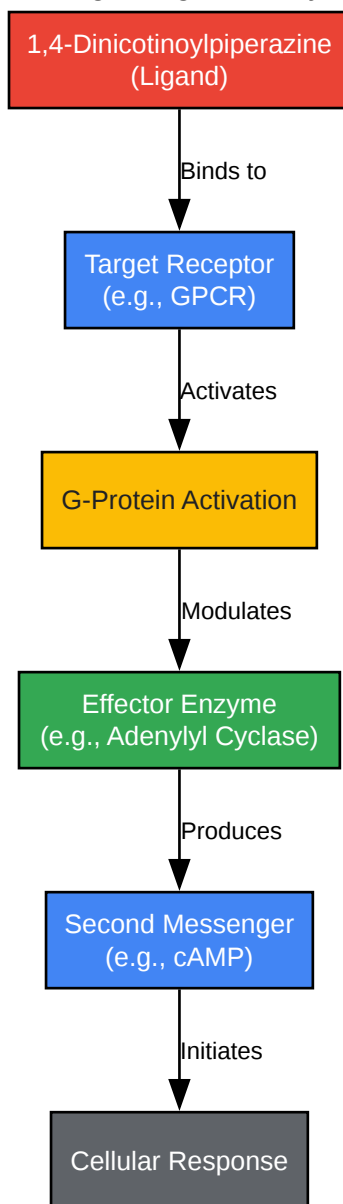 1,4-Dinicotinoylpiperazine
(Ligand)
Binds to
Target Receptor
(e.g., GPCR)
Activates
G-Protein Activation
Modulates
Effector Enzyme
(e.g., Adenylyl Cyclase)
Produces
Second Messenger
(e.g., cAMP)
Initiates
Cellular Response